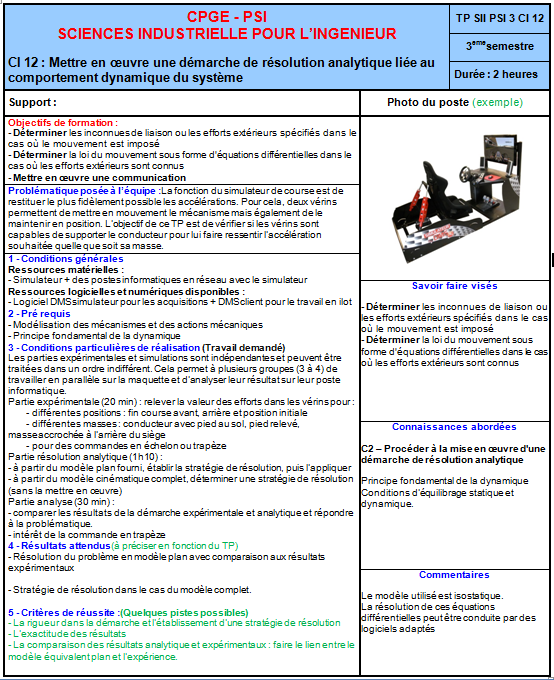 CPGE - PSI
SCIENCES INDUSTRIELLE POUR L'INGENIEUR
CI 12 : Mettre en œuvre une démarche de résolution analytique liée au
comportement dynamique du système
TP SII PSI 3 CI 12
3ème semestre
Durée : 2 heures
Support :
Photo du poste (exemple)
Objectifs de formation :
- Déterminer les inconnues de liaison ou les efforts extérieurs spécifiés dans le
cas où le mouvement est imposé
- Déterminer la loi du mouvement sous forme d'équations différentielles dans le
cas où les efforts extérieurs sont connus
- Mettre en œuvre une communication
Problématique posée à l'équipe : La fonction du simulateur de course est de
restituer le plus fidèlement possible les accélérations. Pour cela, deux vérins
permettent de mettre en mouvement le mécanisme mais également de le
maintenir en position. L'objectif de ce TP est de vérifier si les vérins sont
capables de supporter le conducteur pour lui faire ressentir l'accélération
souhaitée quelle que soit sa masse.
1 - Conditions générales
Ressources matérielles :
- Simulateur + des postes informatiques en réseau avec le simulateur
Ressources logicielles et numériques disponibles :
- Logiciel DMSsimulateur pour les acquisitions + DMSclient pour le travail en ilot
2 - Pré requis
- Modélisation des mécanismes et des actions mécaniques
- Principe fondamental de la dynamique
3 - Conditions particulières de réalisation (Travail demandé)
Les parties expérimentales et simulations sont indépendantes et peuvent être
traitées dans un ordre indifférent. Cela permet à plusieurs groupes (3 à 4) de
travailler en parallèle sur la maquette et d'analyser leur resultat sur leur poste
informatique.
Partie expérimentale (20 min) : relever la valeur des efforts dans les vérins pour :
- différentes positions : fin course avant, arrière et position initiale
- différentes masses : conducteur avec pied au sol, pied relevé,
masse accrochée à l'arrière du siège
- pour des commandes en échelon ou trapèze
Partie résolution analytique (1h10) :
- à partir du modèle plan fourni, établir la stratégie de résolution, puis l'appliquer
- à partir du modèle cinématique complet, déterminer une stratégie de résolution
(sans la mettre en œuvre)
Partie analyse (30 min) :
- comparer les résultats de la démarche expérimentale et analytique et répondre
à la problématique.
- intérêt de la commande en trapèze
4 - Résultats attendus (à préciser en fonction du TP)
- Résolution du problème en modèle plan avec comparaison aux résultats
expérimentaux
- Stratégie de résolution dans le cas du modèle complet.
5 - Critères de réussite :(Quelques pistes possibles)
- La rigueur dans la démarche et l'établissement d'une stratégie de résolution
- L'exactitude des résultats
- La comparaison des résultats analytique et expérimentaux : faire le lien entre le
modèle équivalent plan et l'expérience.
Savoir faire visés
- Déterminer les inconnues de liaison ou
les efforts extérieurs spécifiés dans le cas
où le mouvement est imposé
- Déterminer la loi du mouvement sous
forme d'équations différentielles dans le cas
où les efforts extérieurs sont connus
Connaissances abordées
C2 – Procéder à la mise en œuvre d'une
démarche de résolution analytique
Principe fondamental de la dynamique
Conditions d'équilibrage statique et
dynamique.
Commentaires
Le modèle utilisé est isostatique.
La résolution de ces équations
différentielles peut être conduite par des
logiciels adaptés